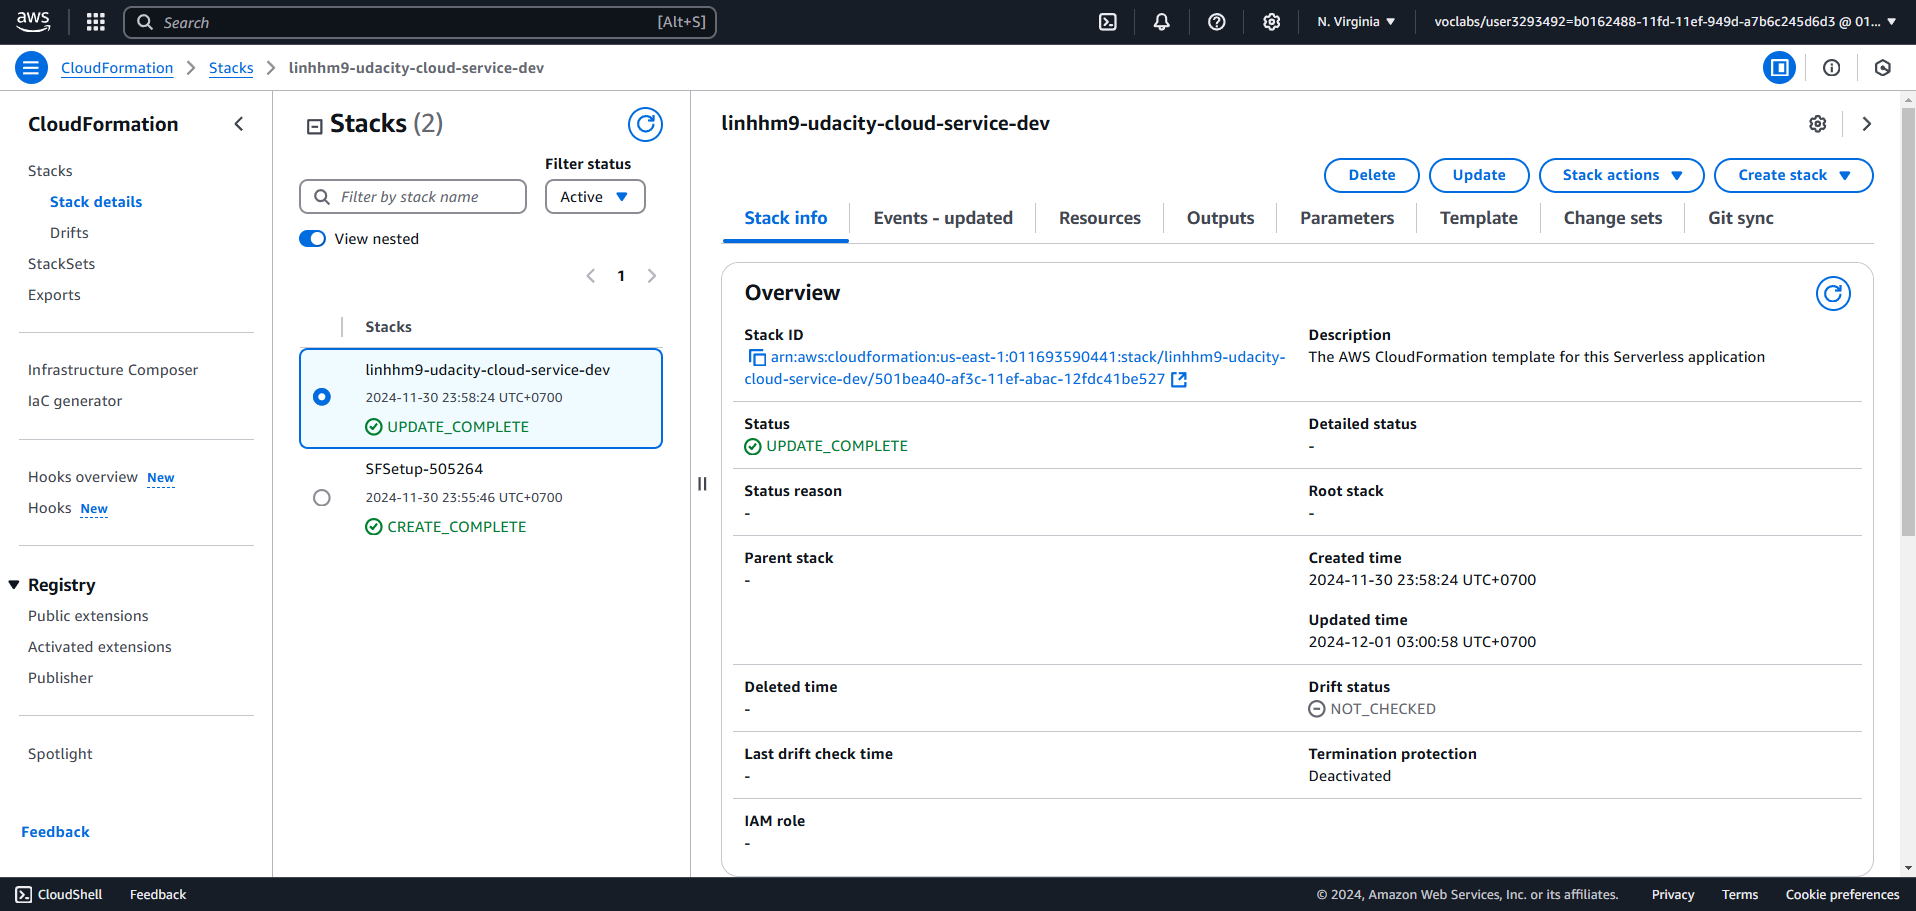 aws
Search
[Alt+S]
N. Virginia
voclabs/user3293492=b0162488-11fd-11ef-949d-a7b6c245d6d3 @ 01...
CloudFormation
Stacks
linhhm9-udacity-cloud-service-dev
CloudFormation
Stacks
Stack details
Drifts
StackSets
Exports
Infrastructure Composer
IaC generator
Hooks overview New
Hooks New
Registry
Public extensions
Activated extensions
Publisher
Spotlight
Feedback
Stacks (2)
Filter status
Filter by stack name
Active
View nested
1
Stacks
linhhm9-udacity-cloud-service-dev
2024-11-30 23:58:24 UTC+0700
UPDATE_COMPLETE
SFSetup-505264
2024-11-30 23:55:46 UTC+0700
CREATE_COMPLETE
linhhm9-udacity-cloud-service-dev
Delete
Update
Stack actions
Create stack
Stack info
Events - updated
Resources
Outputs
Parameters
Template
Change sets
Git sync
Overview
Stack ID
arn:aws:cloudformation:us-east-1:011693590441:stack/linhhm9-udacity-
cloud-service-dev/501bea40-af3c-11ef-abac-12fdc41be527
Description
The AWS CloudFormation template for this Serverless application
Status
UPDATE_COMPLETE
Detailed status
-
Status reason
-
Root stack
-
Parent stack
-
Created time
2024-11-30 23:58:24 UTC+0700
Updated time
2024-12-01 03:00:58 UTC+0700
Deleted time
-
Drift status
NOT_CHECKED
Last drift check time
-
Termination protection
Deactivated
IAM role
-
CloudShell
Feedback
© 2024, Amazon Web Services, Inc. or its affiliates.
Privacy
Terms
Cookie preferences